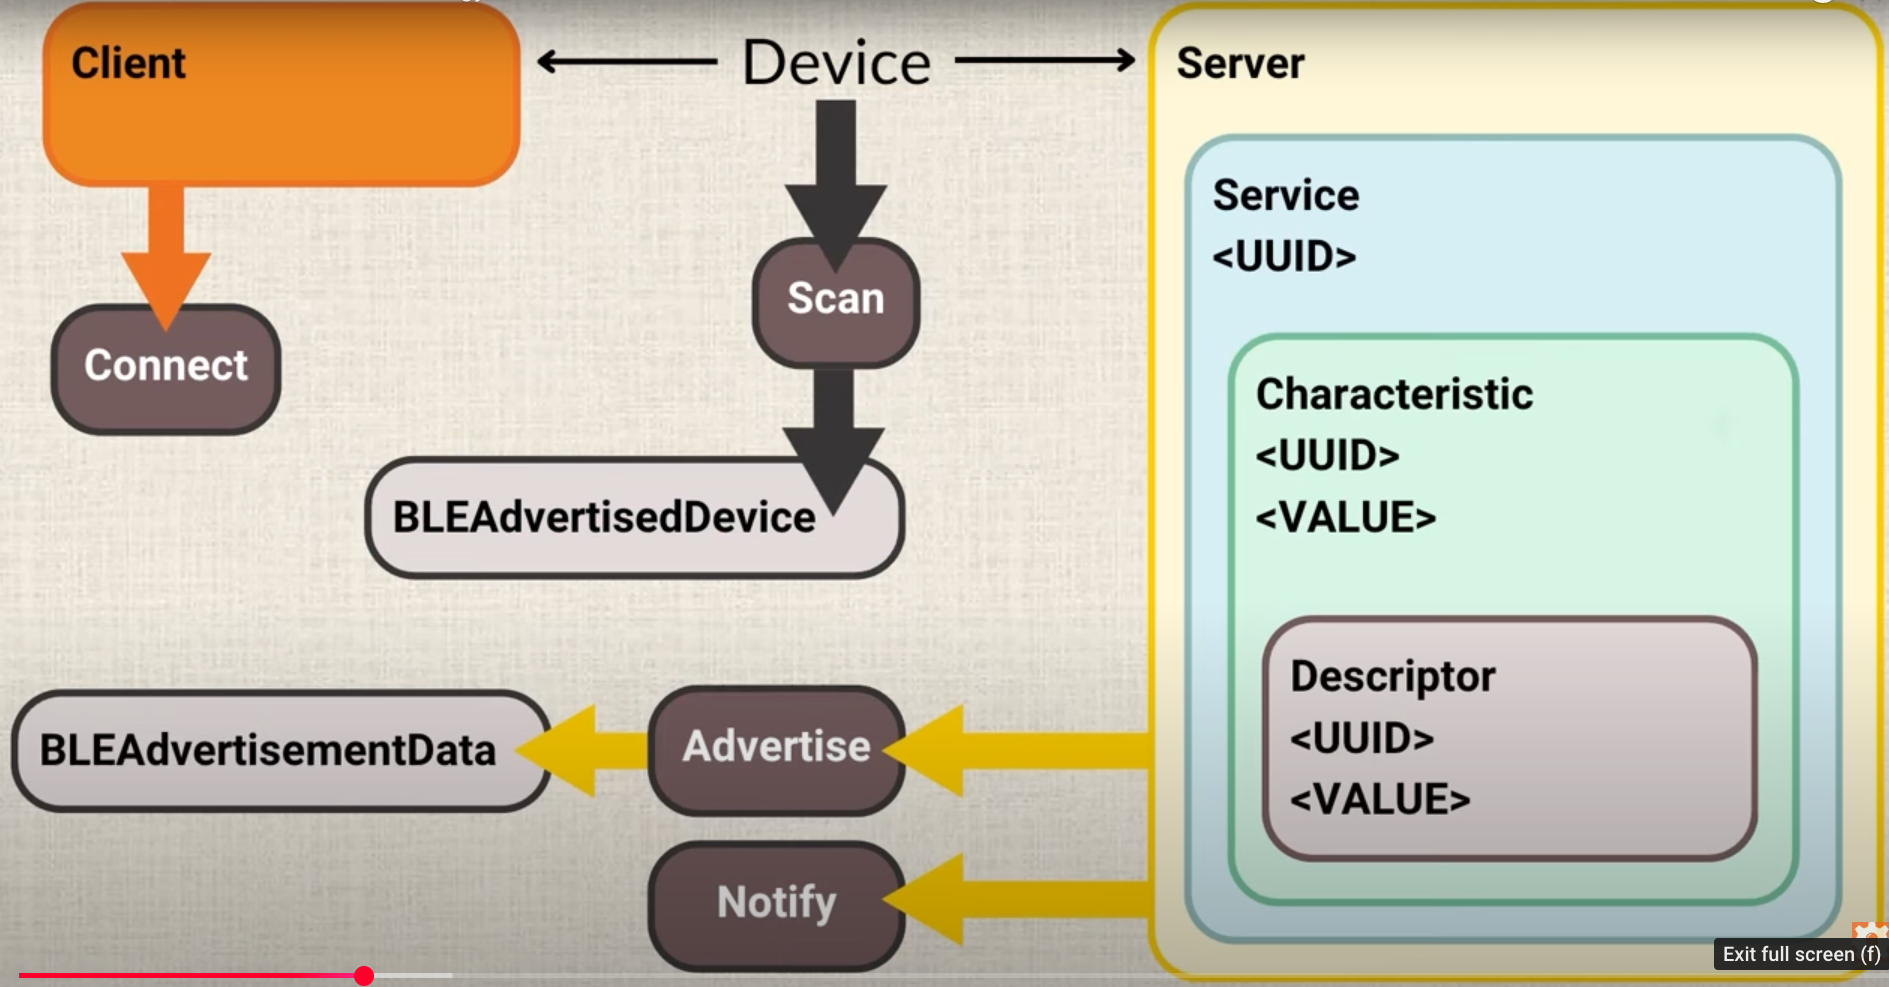 Client
Device
Server
Service
<UUID>
Scan
Connect
Characteristic
<UUID>
<VALUE>
BLEAdvertisedDevice
Descriptor
<UUID>
<VALUE>
BLEAdvertisementData
Advertise
Notify
Exit full screen (f)